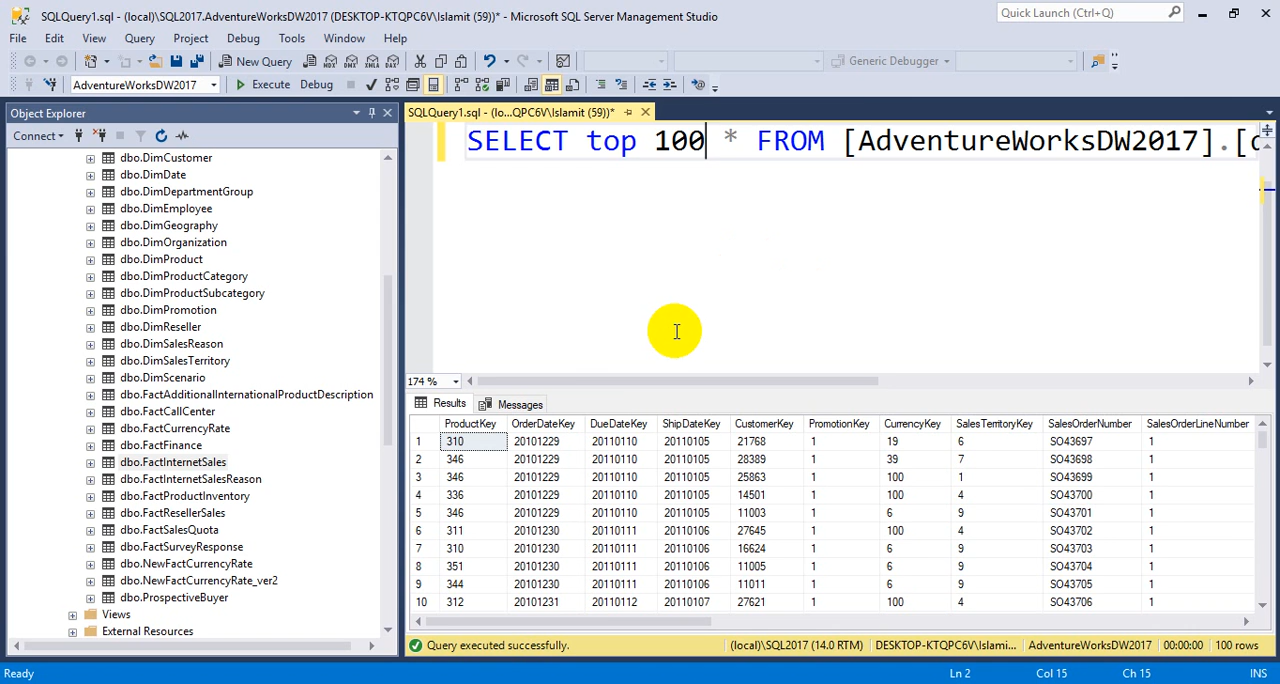 SQLQuery1.sql - (local)\SQL2017.AdventureWorksDW2017 (DESKTOP-KTQPC6V\Islamit (59))* - Microsoft SQL Server Management Studio
Quick Launch (Ctrl+Q)
File Edit View Query Project Debug Tools Window Help
New Query MDX DMX XMLA DAX Generic Debugger
AdventureWorksDW2017 Execute Debug
Object Explorer
Connect
dbo.DimCustomer
dbo.DimDate
dbo.DimDepartmentGroup
dbo.DimEmployee
dbo.DimGeography
dbo.DimOrganization
dbo.DimProduct
dbo.DimProductCategory
dbo.DimProductSubcategory
dbo.DimPromotion
dbo.DimReseller
dbo.DimSalesReason
dbo.DimSalesTerritory
dbo.DimScenario
dbo.FactAdditionalInternationalProductDescription
dbo.FactCallCenter
dbo.FactCurrencyRate
dbo.FactFinance
dbo.FactInternetSales
dbo.FactInternetSalesReason
dbo.FactProductInventory
dbo.FactResellerSales
dbo.FactSalesQuota
dbo.FactSurveyResponse
dbo.NewFactCurrencyRate
dbo.NewFactCurrencyRate_ver2
dbo.ProspectiveBuyer
Views
External Resources
SQLQuery1.sql - (lo...QPC6V\Islamit (59))*
SELECT top 100 * FROM [AdventureWorksDW2017].[d
174 %
Results Messages
ProductKey OrderDateKey DueDateKey ShipDateKey CustomerKey PromotionKey CurrencyKey SalesTerritoryKey SalesOrderNumber SalesOrderLineNumber
1 310 20101229 20110110 20110105 21768 1 19 6 SO43697 1
2 346 20101229 20110110 20110105 28389 1 39 7 SO43698 1
3 346 20101229 20110110 20110105 25863 1 100 1 SO43699 1
4 336 20101229 20110110 20110105 14501 1 100 4 SO43700 1
5 346 20101229 20110110 20110105 11003 1 6 9 SO43701 1
6 311 20101230 20110111 20110106 27645 1 100 4 SO43702 1
7 310 20101230 20110111 20110106 16624 1 6 9 SO43703 1
8 351 20101230 20110111 20110106 11005 1 6 9 SO43704 1
9 344 20101230 20110111 20110106 11011 1 6 9 SO43705 1
10 312 20101231 20110112 20110107 27621 1 100 4 SO43706 1
Query executed successfully. (local)\SQL2017 (14.0 RTM) DESKTOP-KTQPC6V\Islami... AdventureWorksDW2017 00:00:00 100 rows
Ready Ln 2 Col 15 Ch 15 INS